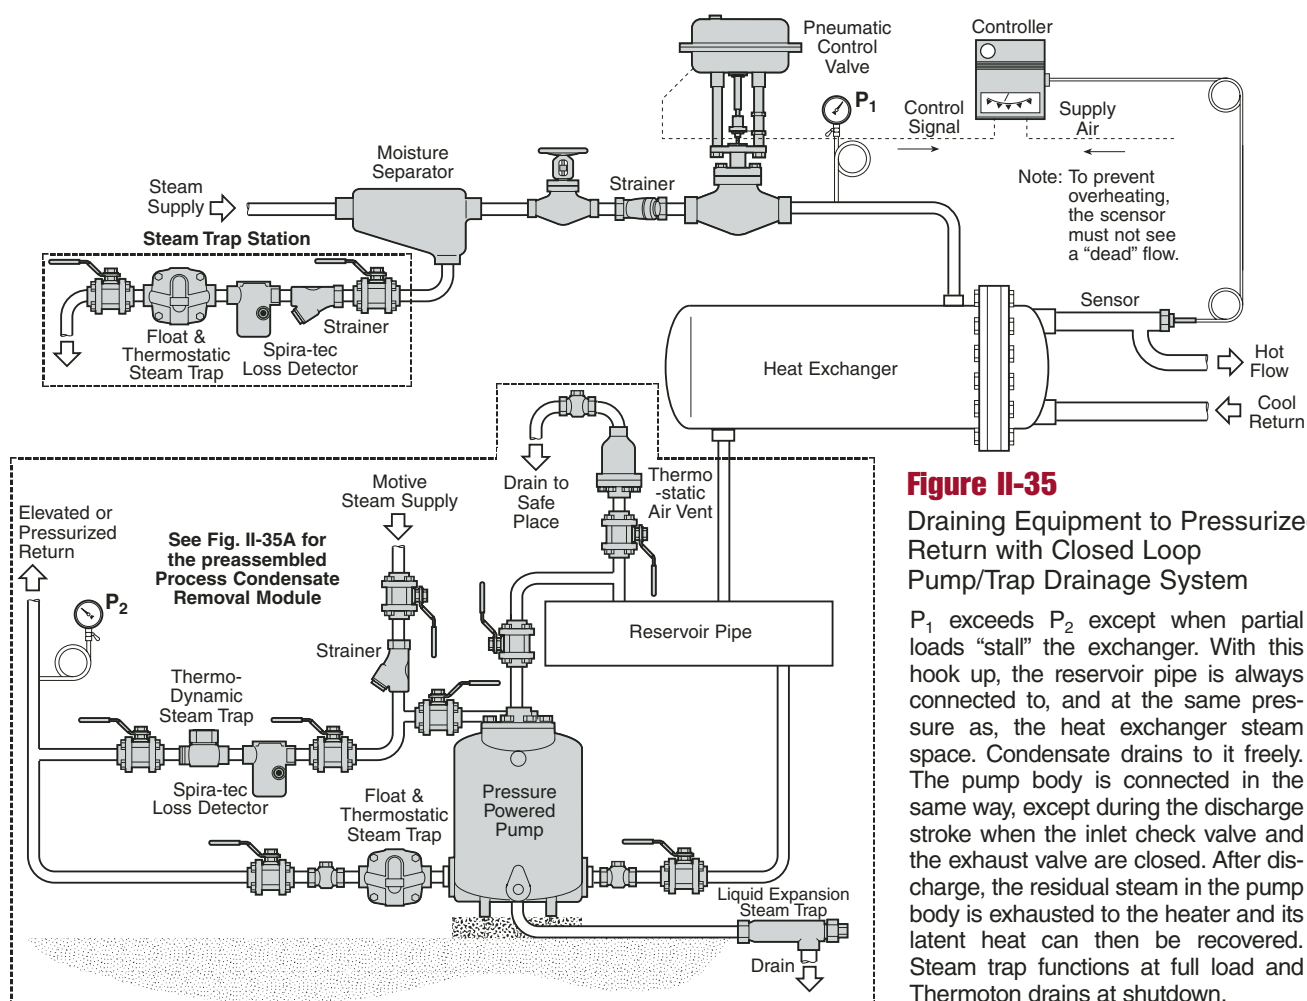 Pneumatic
Control
Valve
Controller
P1
Control
Signal
Supply
Air
Moisture
Separator
Steam
Supply
Strainer
Note: To prevent
overheating,
the scensor
must not see
a “dead” flow.
Steam Trap Station
Strainer
Float &
Thermostatic
Steam Trap
Spira-tec
Loss Detector
Sensor
Heat Exchanger
Hot
Flow
Cool
Return
Drain to
Safe
Place
Thermo
-static
Air Vent
Motive
Steam Supply
Elevated or
Pressurized
Return
See Fig. II-35A for
the preassembled
Process Condensate
Removal Module
P2
Strainer
Reservoir Pipe
Thermo-
Dynamic
Steam Trap
Spira-tec
Loss Detector
Float &
Thermostatic
Steam Trap
Pressure
Powered
Pump
Liquid Expansion
Steam Trap
Drain
Figure II-35
Draining Equipment to Pressurize
Return with Closed Loop
Pump/Trap Drainage System
P1 exceeds P2 except when partial
loads “stall” the exchanger. With this
hook up, the reservoir pipe is always
connected to, and at the same pres-
sure as, the heat exchanger steam
space. Condensate drains to it freely.
The pump body is connected in the
same way, except during the discharge
stroke when the inlet check valve and
the exhaust valve are closed. After dis-
charge, the residual steam in the pump
body is exhausted to the heater and its
latent heat can then be recovered.
Steam trap functions at full load and
Thermoton drains at shutdown.